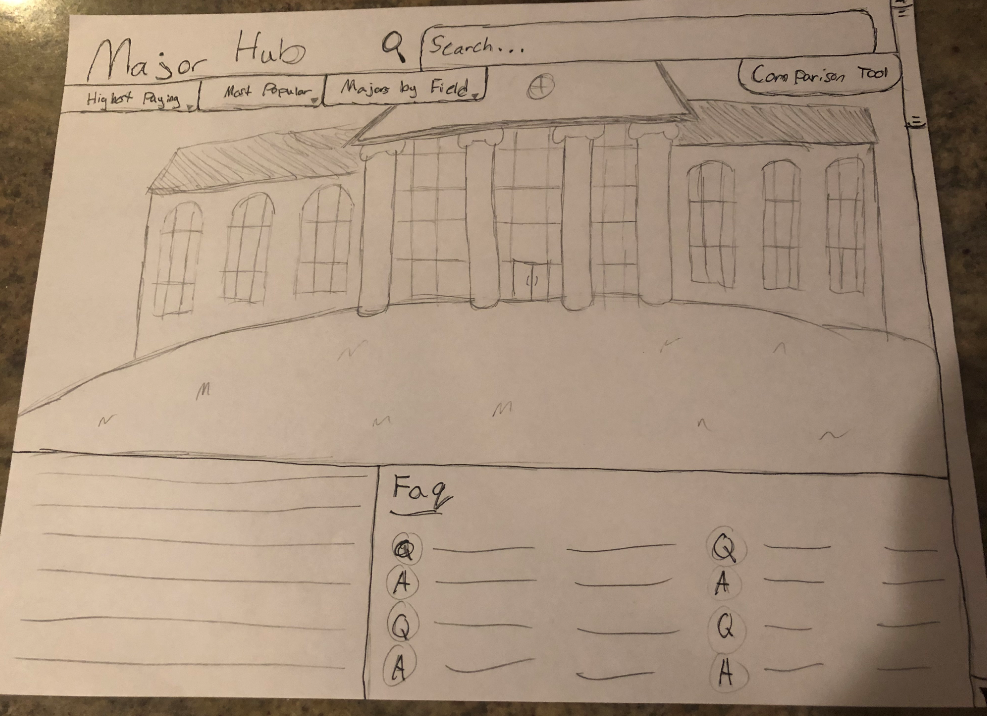 Major Hub
Search...
Highest Paying
Most Popular
Majors by Field
Comparison Tool
Faq
Q
Q
A
A
Q
Q
A
A